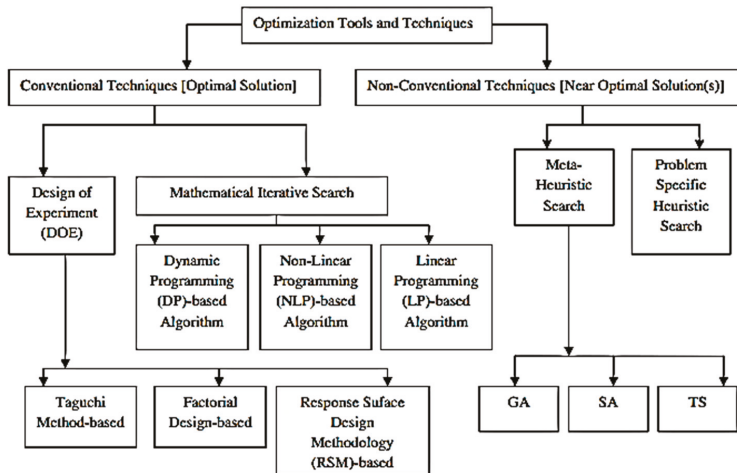 Optimization Tools and Techniques
Conventional Techniques [Optimal Solution]
Non-Conventional Techniques [Near Optimal Solution(s)]
Design of
Experiment
(DOE)
Mathematical Iterative Search
Meta-
Heuristic
Search
Problem
Specific
Heuristic
Search
Dynamic
Programming
(DP)-based
Algorithm
Non-Linear
Programming
(NLP)-based
Algorithm
Linear
Programming
(LP)-based
Algorithm
Taguchi
Method-based
Factorial
Design-based
Response Suface
Design
Methodology
(RSM)-based
GA
SA
TS